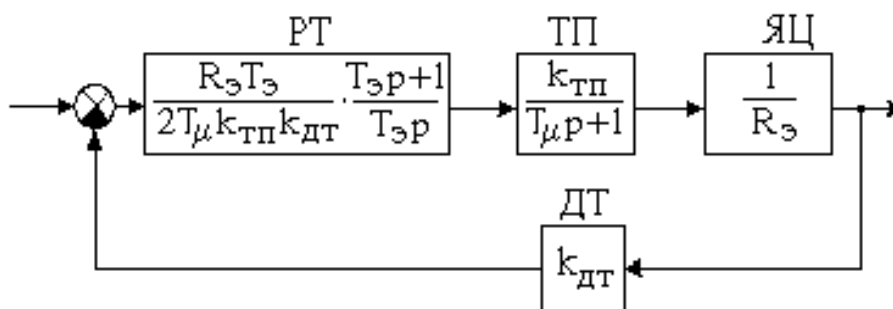 РТ ТП ЯЦ
RэTэ/2Tμkтпkдт · Tэp+1/Tэp
kтп/Tμp+1
1/Rэ
ДТ
kдт